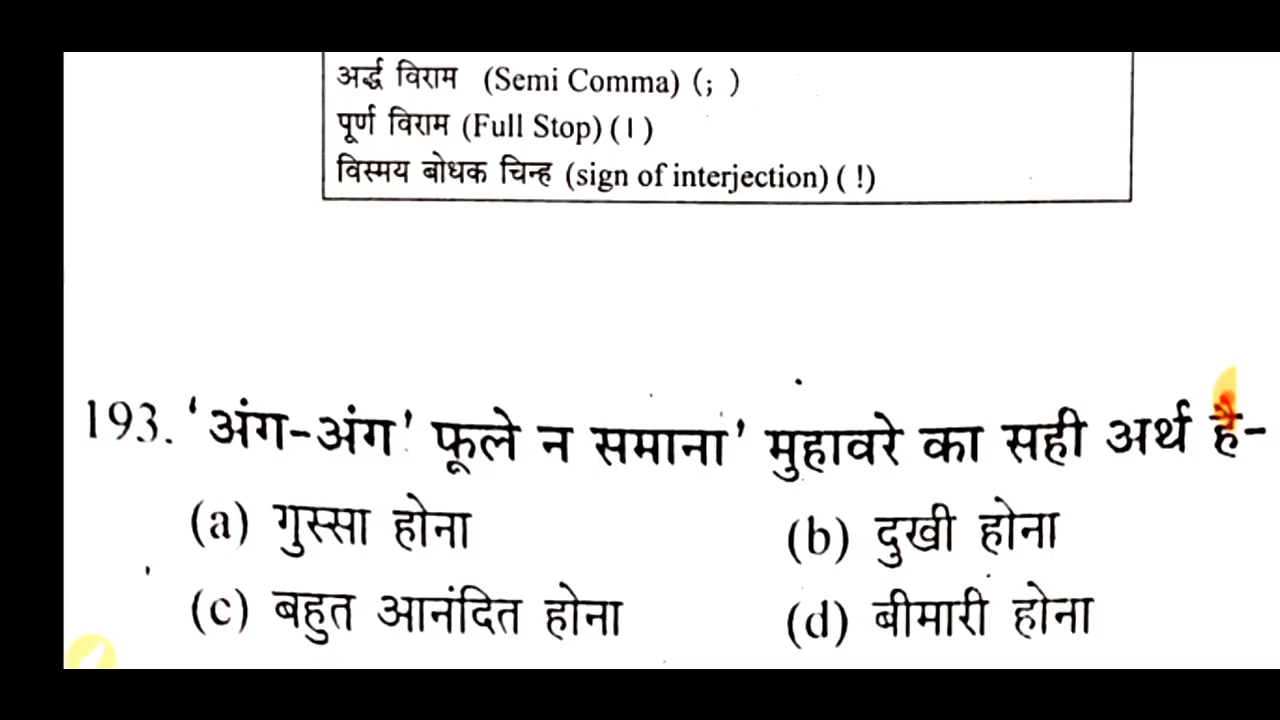 अर्द्ध विराम (Semi Comma) (; )
पूर्ण विराम (Full Stop) (।)
विस्मय बोधक चिन्ह (sign of interjection) ( !)
193. 'अंग-अंग' फूले न समाना' मुहावरे का सही अर्थ है-
(a) गुस्सा होना (b) दुखी होना
(c) बहुत आनंदित होना (d) बीमारी होना